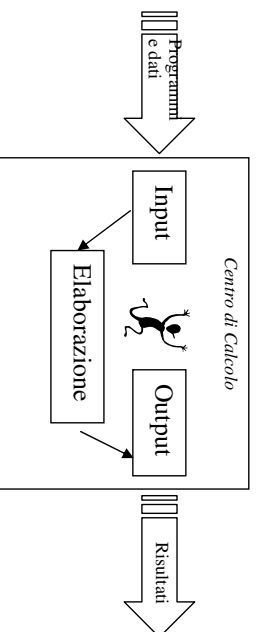 Centro di Calcolo
Programmi
e dati
Input
Elaborazione
Output
Risultati